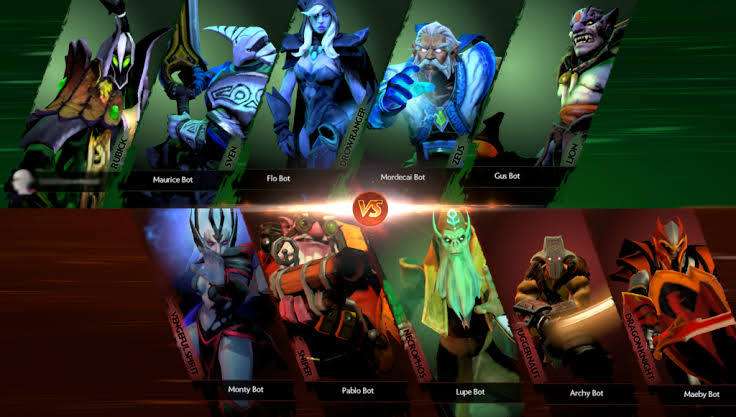 RUBICK
SVEN
DROW RANGER
ZEUS
LION
Maurice Bot
Flo Bot
Mordecai Bot
Gus Bot
VS
VENGEFUL SPIRIT
SNIPER
NECROPHOS
JUGGERNAUT
DRAGON KNIGHT
Monty Bot
Pablo Bot
Lupe Bot
Archy Bot
Maeby Bot